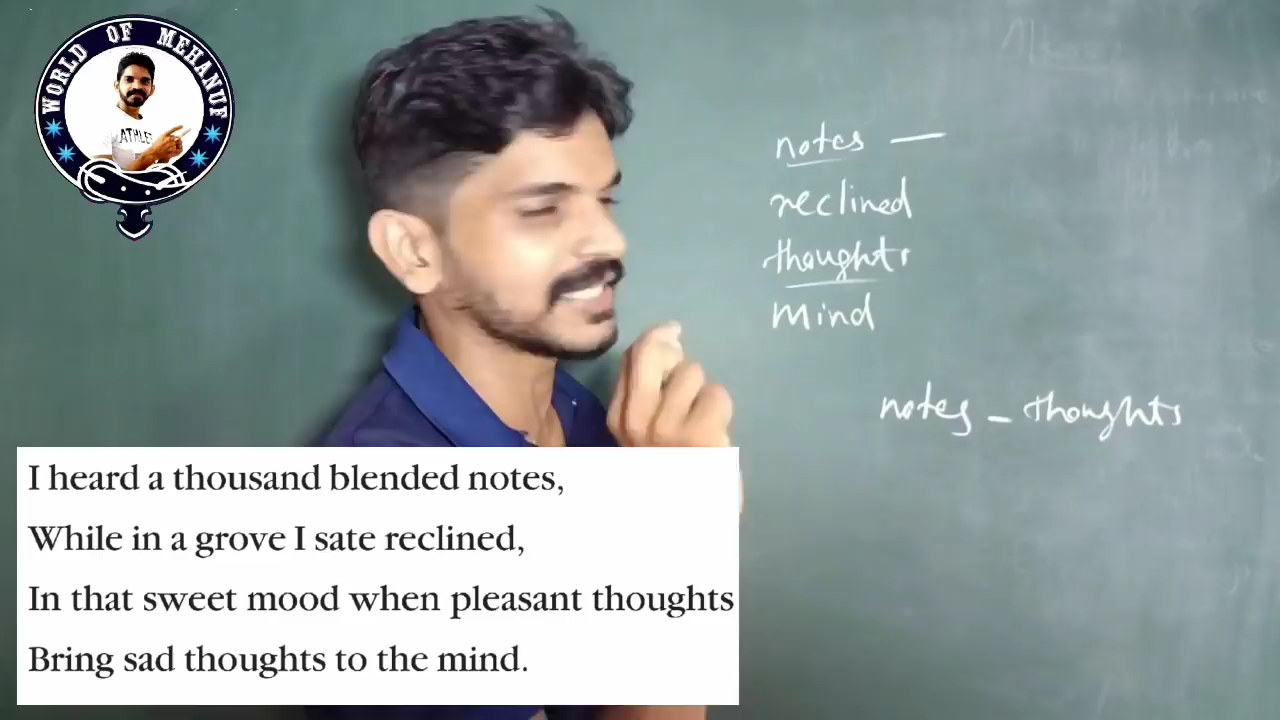 WORLD OF MEHANUF
ATHLE
notes —
reclined
thoughts
mind
notes - thoughts
I heard a thousand blended notes,
While in a grove I sate reclined,
In that sweet mood when pleasant thoughts
Bring sad thoughts to the mind.